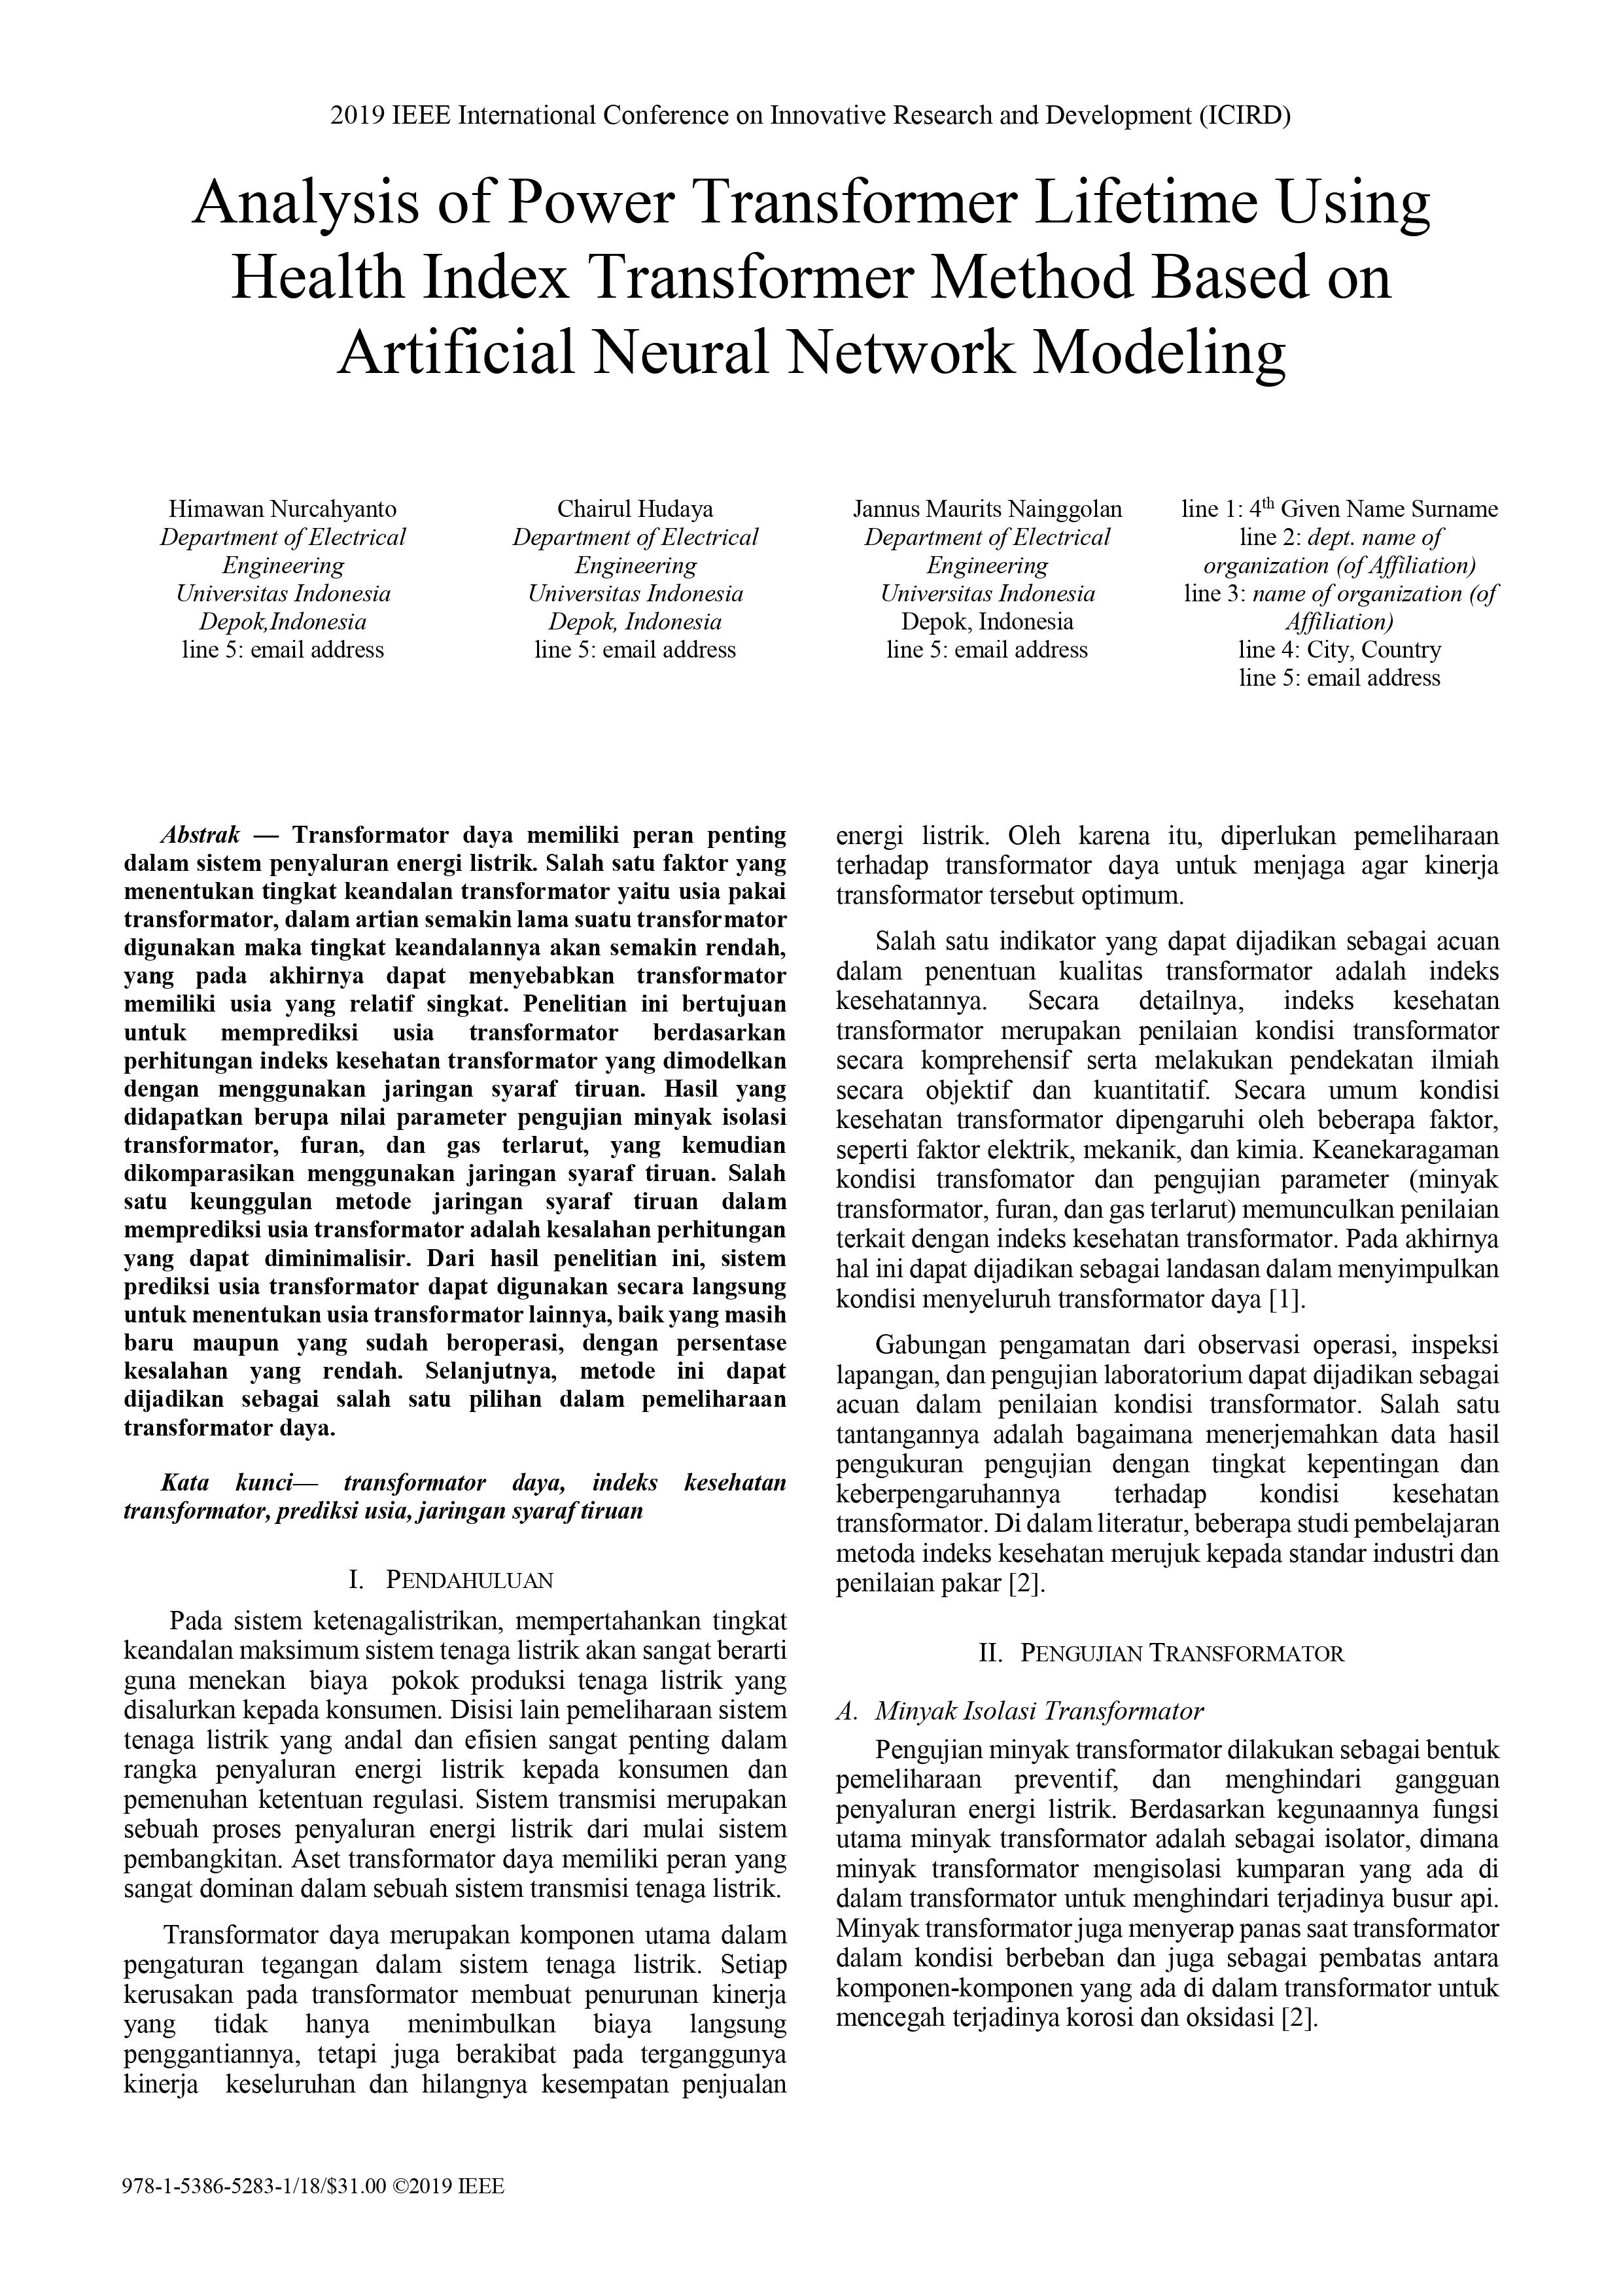 2019 IEEE International Conference on Innovative Research and Development (ICIRD)
Analysis of Power Transformer Lifetime Using
Health Index Transformer Method Based on
Artificial Neural Network Modeling
Himawan Nurcahyanto
Department of Electrical
Engineering
Universitas Indonesia
Depok,Indonesia
line 5: email address
Chairul Hudaya
Department of Electrical
Engineering
Universitas Indonesia
Depok, Indonesia
line 5: email address
Jannus Maurits Nainggolan
Department of Electrical
Engineering
Universitas Indonesia
Depok, Indonesia
line 5: email address
line 1: 4th Given Name Surname
line 2: dept. name of
organization (of Affiliation)
line 3: name of organization (of
Affiliation)
line 4: City, Country
line 5: email address
Abstrak — Transformator daya memiliki peran penting
dalam sistem penyaluran energi listrik. Salah satu faktor yang
menentukan tingkat keandalan transformator yaitu usia pakai
transformator, dalam artian semakin lama suatu transformator
digunakan maka tingkat keandalannya akan semakin rendah,
yang pada akhirnya dapat menyebabkan transformator
memiliki usia yang relatif singkat. Penelitian ini bertujuan
untuk memprediksi usia transformator berdasarkan
perhitungan indeks kesehatan transformator yang dimodelkan
dengan menggunakan jaringan syaraf tiruan. Hasil yang
didapatkan berupa nilai parameter pengujian minyak isolasi
transformator, furan, dan gas terlarut, yang kemudian
dikomparasikan menggunakan jaringan syaraf tiruan. Salah
satu keunggulan metode jaringan syaraf tiruan dalam
memprediksi usia transformator adalah kesalahan perhitungan
yang dapat diminimalisir. Dari hasil penelitian ini, sistem
prediksi usia transformator dapat digunakan secara langsung
untuk menentukan usia transformator lainnya, baik yang masih
baru maupun yang sudah beroperasi, dengan persentase
kesalahan yang rendah. Selanjutnya, metode ini dapat
dijadikan sebagai salah satu pilihan dalam pemeliharaan
transformator daya.
Kata kunci— transformator daya, indeks kesehatan
transformator, prediksi usia, jaringan syaraf tiruan
I. PENDAHULUAN
Pada sistem ketenagalistrikan, mempertahankan tingkat
keandalan maksimum sistem tenaga listrik akan sangat berarti
guna menekan biaya pokok produksi tenaga listrik yang
disalurkan kepada konsumen. Disisi lain pemeliharaan sistem
tenaga listrik yang andal dan efisien sangat penting dalam
rangka penyaluran energi listrik kepada konsumen dan
pemenuhan ketentuan regulasi. Sistem transmisi merupakan
sebuah proses penyaluran energi listrik dari mulai sistem
pembangkitan. Aset transformator daya memiliki peran yang
sangat dominan dalam sebuah sistem transmisi tenaga listrik.
Transformator daya merupakan komponen utama dalam
pengaturan tegangan dalam sistem tenaga listrik. Setiap
kerusakan pada transformator membuat penurunan kinerja
yang tidak hanya menimbulkan biaya langsung
penggantiannya, tetapi juga berakibat pada terganggunya
kinerja keseluruhan dan hilangnya kesempatan penjualan
energi listrik. Oleh karena itu, diperlukan pemeliharaan
terhadap transformator daya untuk menjaga agar kinerja
transformator tersebut optimum.
Salah satu indikator yang dapat dijadikan sebagai acuan
dalam penentuan kualitas transformator adalah indeks
kesehatannya. Secara detailnya, indeks kesehatan
transformator merupakan penilaian kondisi transformator
secara komprehensif serta melakukan pendekatan ilmiah
secara objektif dan kuantitatif. Secara umum kondisi
kesehatan transformator dipengaruhi oleh beberapa faktor,
seperti faktor elektrik, mekanik, dan kimia. Keanekaragaman
kondisi transfomator dan pengujian parameter (minyak
transformator, furan, dan gas terlarut) memunculkan penilaian
terkait dengan indeks kesehatan transformator. Pada akhirnya
hal ini dapat dijadikan sebagai landasan dalam menyimpulkan
kondisi menyeluruh transformator daya [1].
Gabungan pengamatan dari observasi operasi, inspeksi
lapangan, dan pengujian laboratorium dapat dijadikan sebagai
acuan dalam penilaian kondisi transformator. Salah satu
tantangannya adalah bagaimana menerjemahkan data hasil
pengukuran pengujian dengan tingkat kepentingan dan
keberpengaruhannya terhadap kondisi kesehatan
transformator. Di dalam literatur, beberapa studi pembelajaran
metoda indeks kesehatan merujuk kepada standar industri dan
penilaian pakar [2].
II. PENGUJIAN TRANSFORMATOR
A. Minyak Isolasi Transformator
Pengujian minyak transformator dilakukan sebagai bentuk
pemeliharaan preventif, dan menghindari gangguan
penyaluran energi listrik. Berdasarkan kegunaannya fungsi
utama minyak transformator adalah sebagai isolator, dimana
minyak transformator mengisolasi kumparan yang ada di
dalam transformator untuk menghindari terjadinya busur api.
Minyak transformator juga menyerap panas saat transformator
dalam kondisi berbeban dan juga sebagai pembatas antara
komponen-komponen yang ada di dalam transformator untuk
mencegah terjadinya korosi dan oksidasi [2].
978-1-5386-5283-1/18/$31.00 ©2019 IEEE